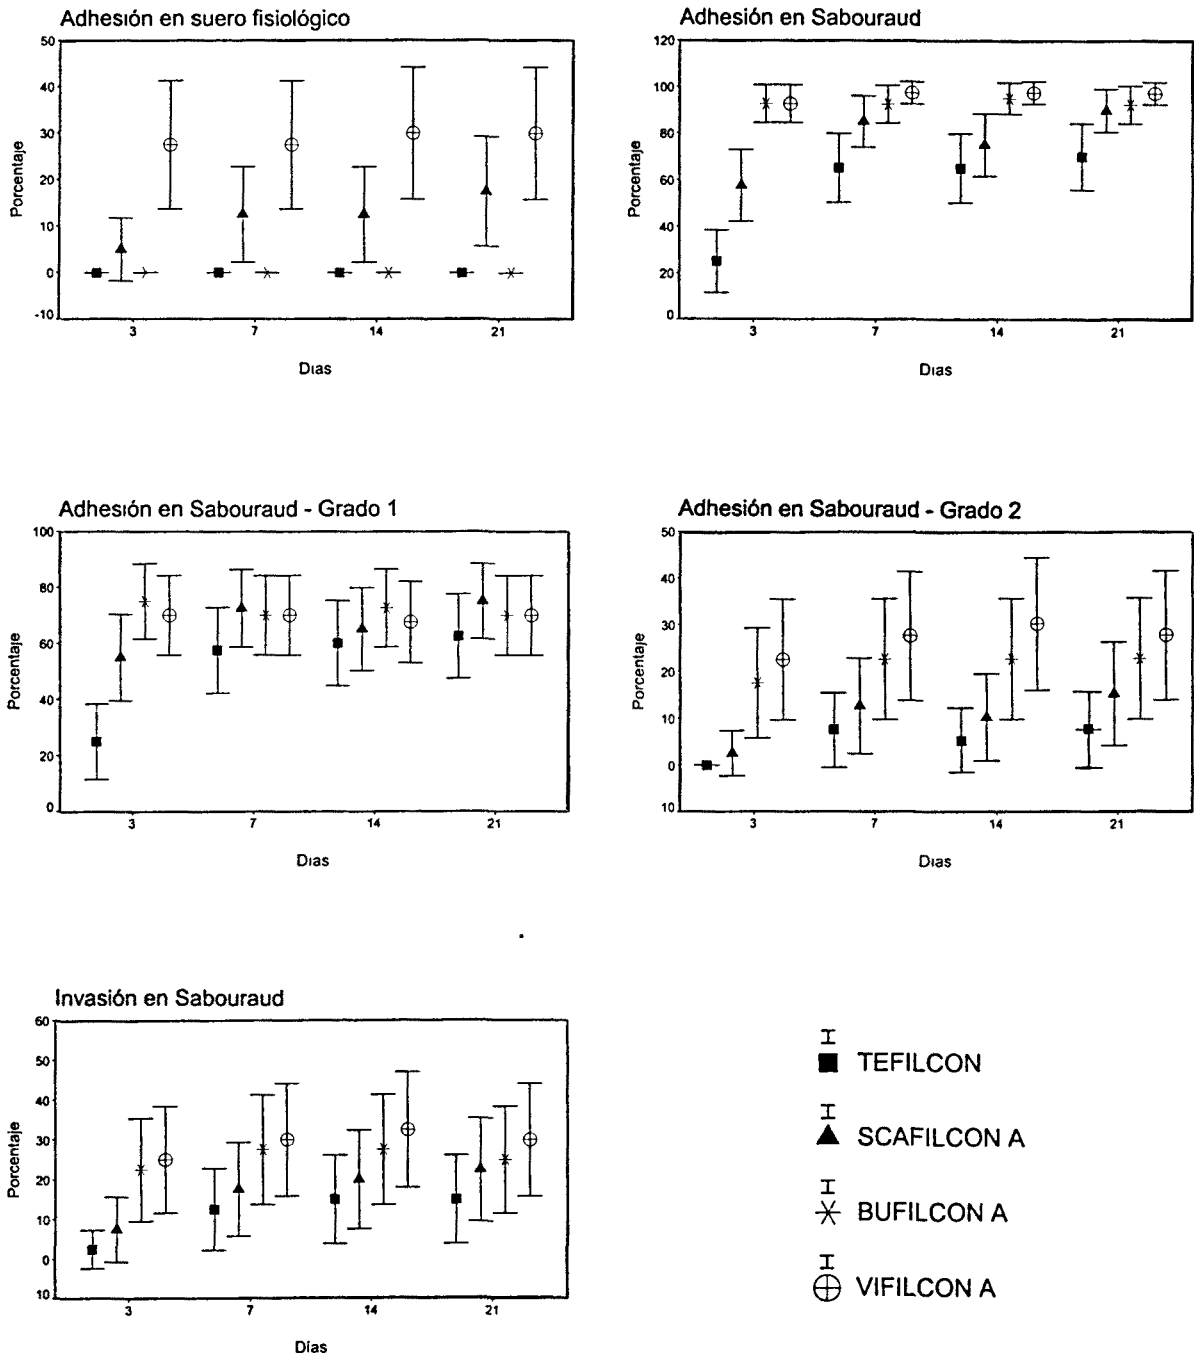 Adhesión en suero fisiológico
50
40
30
20
10
0
-10
Porcentaje
3 7 14 21
Dıas
Adhesión en Sabouraud
120
100
80
60
40
20
0
Porcentaje
3 7 14 21
Dıas
Adhesión en Sabouraud - Grado 1
100
80
60
40
20
0
Porcentaje
3 7 14 21
Dıas
Adhesión en Sabouraud - Grado 2
50
40
30
20
10
0
10
Porcentaje
3 7 14 21
Dıas
Invasión en Sabouraud
60
50
40
30
20
10
0
10
Porcentaje
3 7 14 21
Días
TEFILCON
SCAFILCON A
BUFILCON A
VIFILCON A